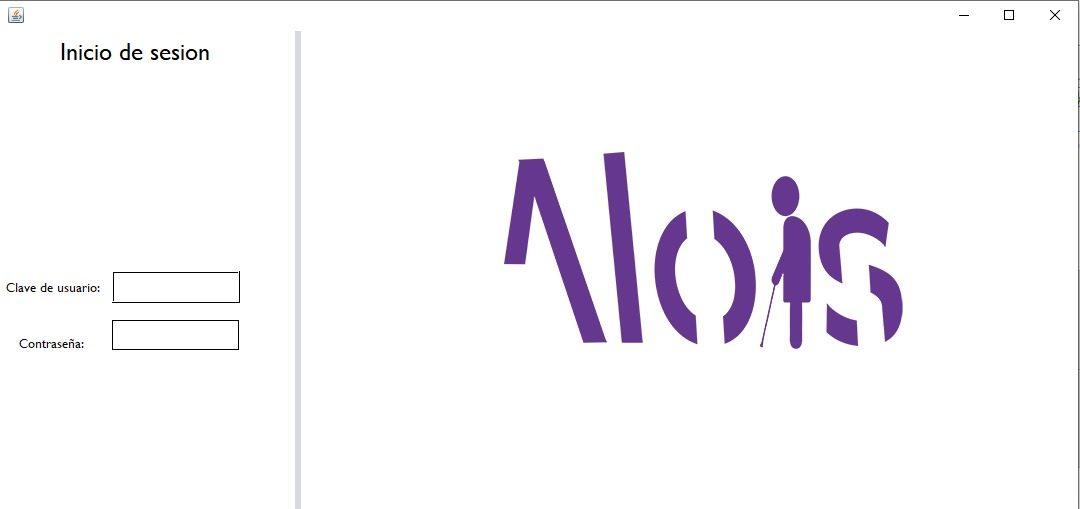 Inicio de sesion
Alois
Clave de usuario:
Contraseña: